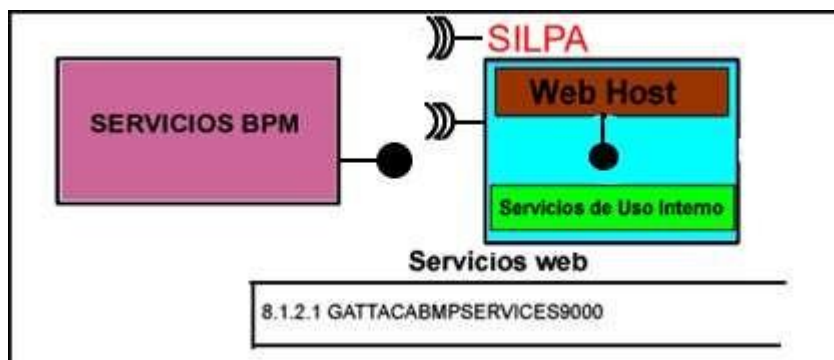 SILPA
Web Host
SERVICIOS BPM
Servicios de Uso Interno
Servicios web
8.1.2.1 GATTACABMPSERVICES9000